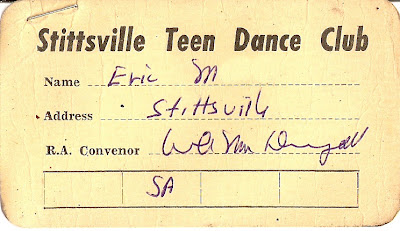 Stittsville Teen Dance Club
Name Eric M
Address Stittsville
R.A. Convenor
SA